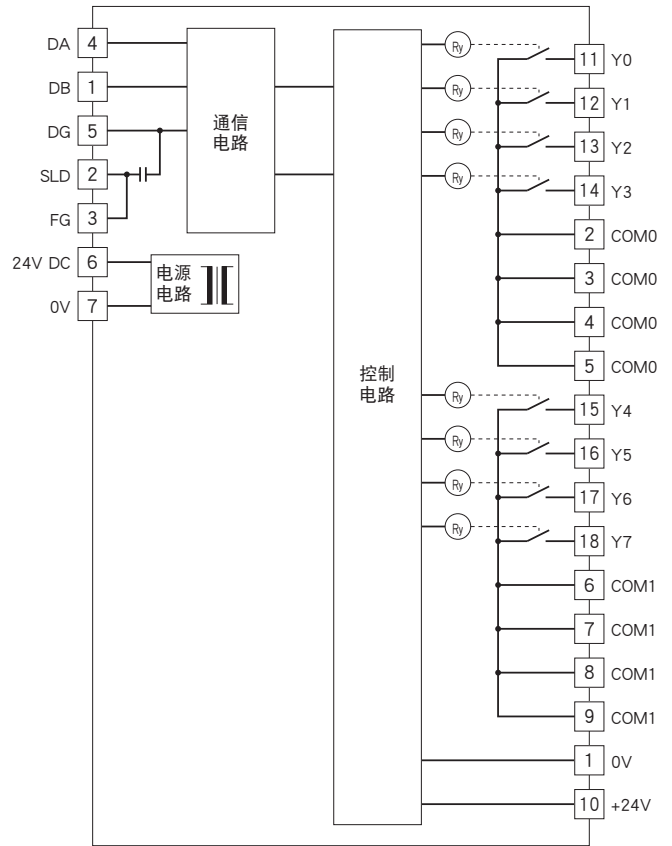 DA 4
DB 1
DG 5
SLD 2
FG 3
24V DC 6
0V 7
通信
电路
电源
电路
控制
电路
Ry 11 Y0
Ry 12 Y1
Ry 13 Y2
Ry 14 Y3
2 COM0
3 COM0
4 COM0
5 COM0
Ry 15 Y4
Ry 16 Y5
Ry 17 Y6
Ry 18 Y7
6 COM1
7 COM1
8 COM1
9 COM1
1 0V
10 +24V